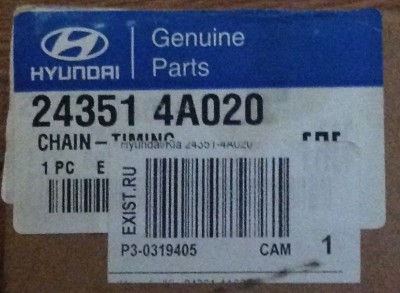 HYUNDAI
Genuine
Parts
24351 4A020
CHAIN - TIMING
1 PC E
Hyundai/Kia 24351-4A020
EXIST.RU
P3-0319405 CAM 1